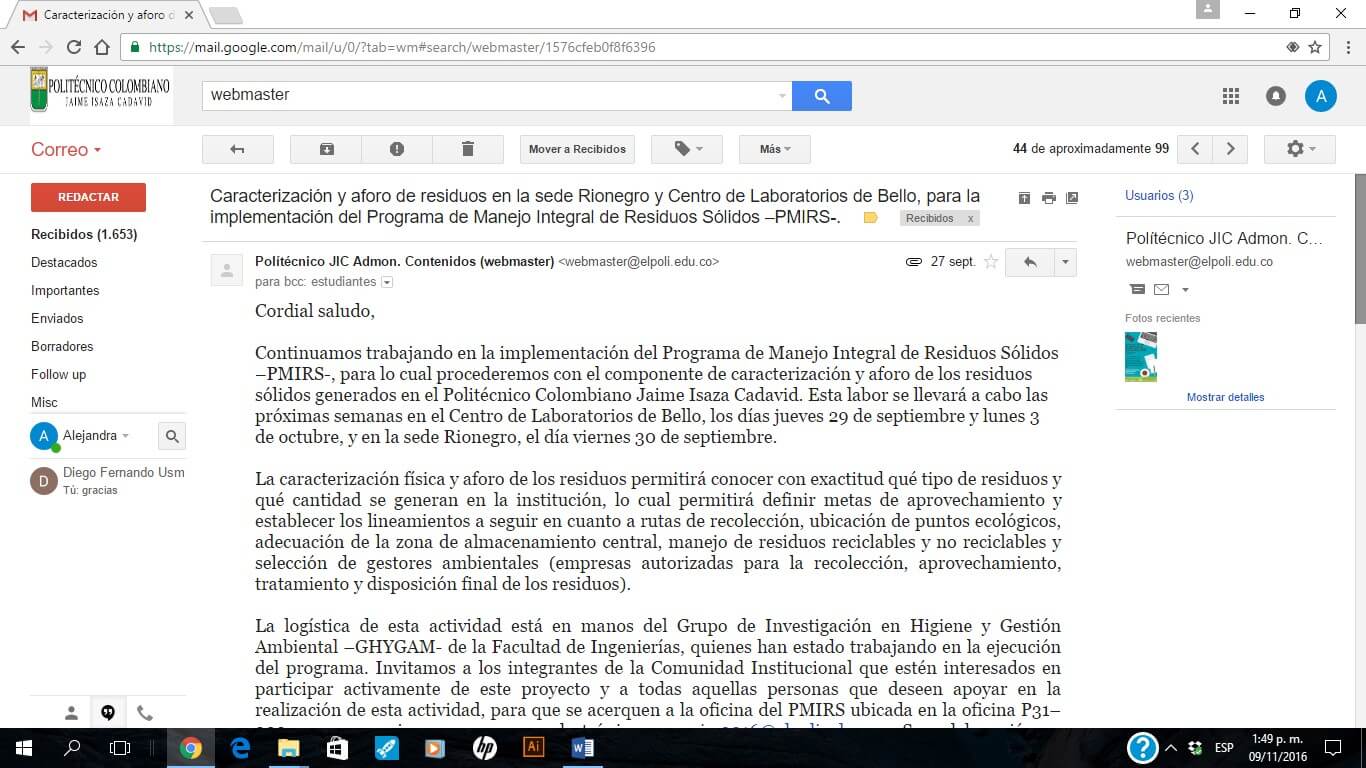 Caracterización y aforo d
https://mail.google.com/mail/u/0/?tab=wm#search/webmaster/1576cfeb0f8f6396
POLITÉCNICO COLOMBIANO
JAIME ISAZA CADAVID
webmaster
A
Correo
Mover a Recibidos
Más
44 de aproximadamente 99
REDACTAR
Recibidos (1.653)
Destacados
Importantes
Enviados
Borradores
Follow up
Misc
A Alejandra
D Diego Fernando Usm
Tú: gracias
Caracterización y aforo de residuos en la sede Rionegro y Centro de Laboratorios de Bello, para la
implementación del Programa de Manejo Integral de Residuos Sólidos –PMIRS-.
Recibidos x
Politécnico JIC Admon. Contenidos (webmaster) <webmaster@elpoli.edu.co>
27 sept.
para bcc: estudiantes
Cordial saludo,
Continuamos trabajando en la implementación del Programa de Manejo Integral de Residuos Sólidos
–PMIRS-, para lo cual procederemos con el componente de caracterización y aforo de los residuos
sólidos generados en el Politécnico Colombiano Jaime Isaza Cadavid. Esta labor se llevará a cabo las
próximas semanas en el Centro de Laboratorios de Bello, los días jueves 29 de septiembre y lunes 3
de octubre, y en la sede Rionegro, el día viernes 30 de septiembre.
La caracterización física y aforo de los residuos permitirá conocer con exactitud qué tipo de residuos y
qué cantidad se generan en la institución, lo cual permitirá definir metas de aprovechamiento y
establecer los lineamientos a seguir en cuanto a rutas de recolección, ubicación de puntos ecológicos,
adecuación de la zona de almacenamiento central, manejo de residuos reciclables y no reciclables y
selección de gestores ambientales (empresas autorizadas para la recolección, aprovechamiento,
tratamiento y disposición final de los residuos).
La logística de esta actividad está en manos del Grupo de Investigación en Higiene y Gestión
Ambiental –GHYGAM- de la Facultad de Ingenierías, quienes han estado trabajando en la ejecución
del programa. Invitamos a los integrantes de la Comunidad Institucional que estén interesados en
participar activamente de este proyecto y a todas aquellas personas que deseen apoyar en la
realización de esta actividad, para que se acerquen a la oficina del PMIRS ubicada en la oficina P31–
Usuarios (3)
Polítécnico JIC Admon. C...
webmaster@elpoli.edu.co
Fotos recientes
Mostrar detalles
hp
Ai
W
?
ESP
1:49 p. m.
09/11/2016